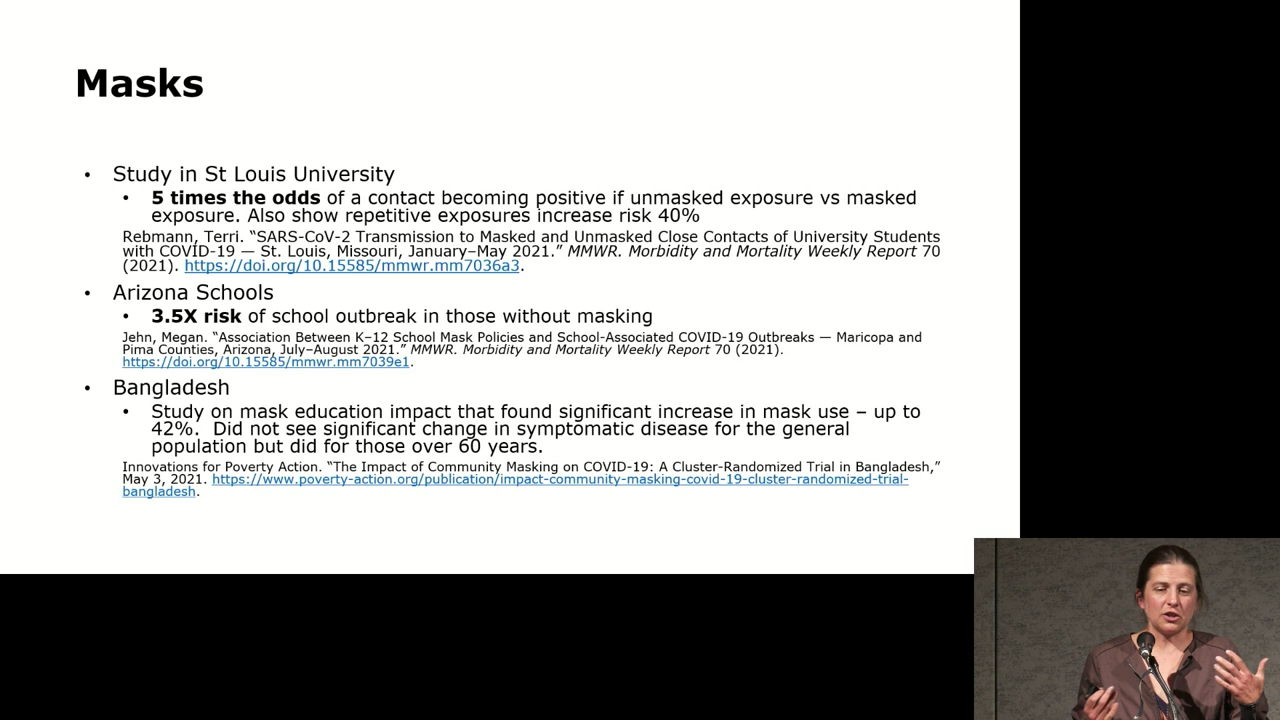 Masks
• Study in St Louis University
• 5 times the odds of a contact becoming positive if unmasked exposure vs masked
exposure. Also show repetitive exposures increase risk 40%
Rebmann, Terri. “SARS-CoV-2 Transmission to Masked and Unmasked Close Contacts of University Students
with COVID-19 — St. Louis, Missouri, January–May 2021.” MMWR. Morbidity and Mortality Weekly Report 70
(2021). https://doi.org/10.15585/mmwr.mm7036a3.
• Arizona Schools
• 3.5X risk of school outbreak in those without masking
Jehn, Megan. “Association Between K–12 School Mask Policies and School-Associated COVID-19 Outbreaks — Maricopa and
Pima Counties, Arizona, July–August 2021.” MMWR. Morbidity and Mortality Weekly Report 70 (2021).
https://doi.org/10.15585/mmwr.mm7039e1.
• Bangladesh
• Study on mask education impact that found significant increase in mask use – up to
42%.  Did not see significant change in symptomatic disease for the general
population but did for those over 60 years.
Innovations for Poverty Action. “The Impact of Community Masking on COVID-19: A Cluster-Randomized Trial in Bangladesh,”
May 3, 2021. https://www.poverty-action.org/publication/impact-community-masking-covid-19-cluster-randomized-trial-
bangladesh.